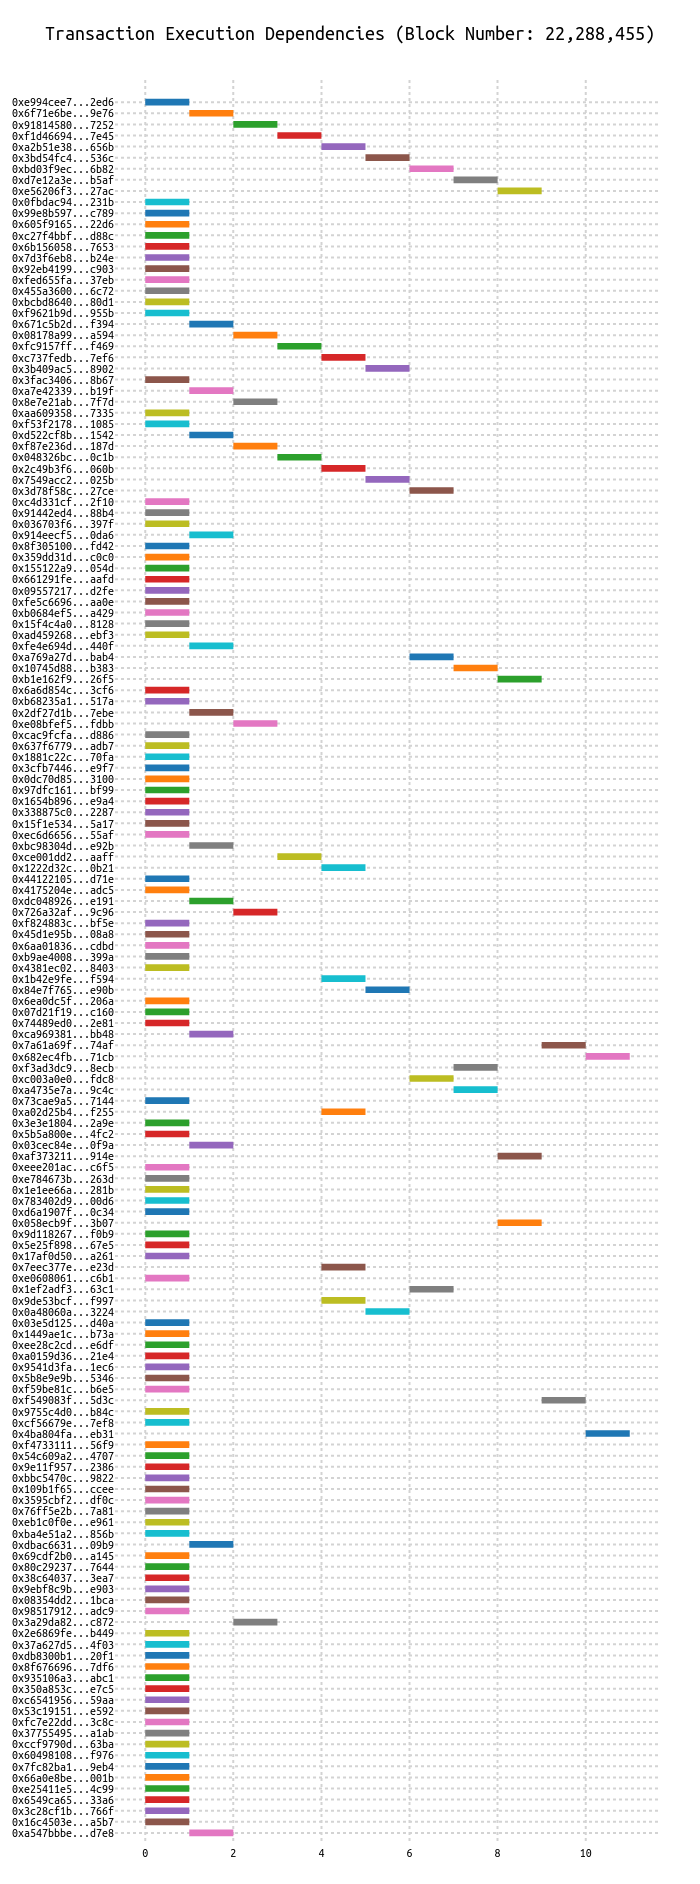 Transaction Execution Dependencies (Block Number: 22,288,455)
0xe994cee7...2ed6
0x6f71e6be...9e76
0x91814580...7252
0xf1d46694...7e45
0xa2b51e38...656b
0x3bd54fc4...536c
0xbd03f9ec...6b82
0xd7e12a3e...b5af
0xe56206f3...27ac
0x0fbdac94...231b
0x99e8b597...c789
0x605f9165...22d6
0xc27f4bbf...d88c
0x6b156058...7653
0x7d3f6eb8...b24e
0x92eb4199...c903
0xfed655fa...37eb
0x455a3600...6c72
0xbcbd8640...80d1
0xf9621b9d...955b
0x671c5b2d...f394
0x08178a99...a594
0xfc9157ff...f469
0xc737fedb...7ef6
0x3b409ac5...8902
0x3fac3406...8b67
0xa7e42339...b19f
0x8e7e21ab...7f7d
0xaa609358...7335
0xf53f2178...1085
0xd522cf8b...1542
0xf87e236d...187d
0x048326bc...0c1b
0x2c49b3f6...060b
0x7549acc2...025b
0x3d78f58c...27ce
0xc4d331cf...2f10
0x91442ed4...88b4
0x036703f6...397f
0x914eecf5...0da6
0x8f305100...fd42
0x359dd31d...c0c0
0x155122a9...054d
0x661291fe...aafd
0x09557217...d2fe
0xfe5c6696...aa0e
0xb0684ef5...a429
0x15f4c4a0...8128
0xad459268...ebf3
0xfe4e694d...440f
0xa769a27d...bab4
0x10745d88...b383
0xb1e162f9...26f5
0x6a6d854c...3cf6
0xb68235a1...517a
0x2df27d1b...7ebe
0xe08bfef5...fdbb
0xcac9fcfa...d886
0x637f6779...adb7
0x1881c22c...70fa
0x3cfb7446...e9f7
0x0dc70d85...3100
0x97dfc161...bf99
0x1654b896...e9a4
0x338875c0...2287
0x15f1e534...5a17
0xec6d6656...55af
0xbc98304d...e92b
0xce001dd2...aaff
0x1222d32c...0b21
0x44122105...d71e
0x4175204e...adc5
0xdc048926...e191
0x726a32af...9c96
0xf824883c...bf5e
0x45d1e95b...08a8
0x6aa01836...cdbd
0xb9ae4008...399a
0x4381ec02...8403
0x1b42e9fe...f594
0x84e7f765...e90b
0x6ea0dc5f...206a
0x07d21f19...c160
0x74489ed0...2e81
0xca969381...bb48
0x7a61a69f...74af
0x682ec4fb...71cb
0xf3ad3dc9...8ecb
0xc003a0e0...fdc8
0xa4735e7a...9c4c
0x73cae9a5...7144
0xa02d25b4...f255
0x3e3e1804...2a9e
0x5b5a800e...4fc2
0x03cec84e...0f9a
0xaf373211...914e
0xeee201ac...c6f5
0xe784673b...263d
0x1e1ee66a...281b
0x783402d9...00d6
0xd6a1907f...0c34
0x058ecb9f...3b07
0x9d118267...f0b9
0x5e25f898...67e5
0x17af0d50...a261
0x7eec377e...e23d
0xe0608061...c6b1
0x1ef2adf3...63c1
0x9de53bcf...f997
0x0a48060a...3224
0x03e5d125...d40a
0x1449ae1c...b73a
0xee28c2cd...e6df
0xa0159d36...21e4
0x9541d3fa...1ec6
0x5b8e9e9b...5346
0xf59be81c...b6e5
0xf549083f...5d3c
0x9755c4d0...b84c
0xcf56679e...7ef8
0x4ba804fa...eb31
0xf4733111...56f9
0x54c609a2...4707
0x9e11f957...2386
0xbbc5470c...9822
0x109b1f65...ccee
0x3595cbf2...df0c
0x76ff5e2b...7a81
0xeb1c0f0e...e961
0xba4e51a2...856b
0xdbac6631...09b9
0x69cdf2b0...a145
0x80c29237...7644
0x38c64037...3ea7
0x9ebf8c9b...e903
0x08354dd2...1bca
0x98517912...adc9
0x3a29da82...c872
0x2e6869fe...b449
0x37a627d5...4f03
0xdb8300b1...20f1
0x8f676696...7df6
0x935106a3...abc1
0x350a853c...e7c5
0xc6541956...59aa
0x53c19151...e592
0xfc7e22dd...3c8c
0x37755495...a1ab
0xccf9790d...63ba
0x60498108...f976
0x7fc82ba1...9eb4
0x66a0e8be...001b
0xe25411e5...4c99
0x6549ca65...33a6
0x3c28cf1b...766f
0x16c4503e...a5b7
0xa547bbbe...d7e8
0 2 4 6 8 10